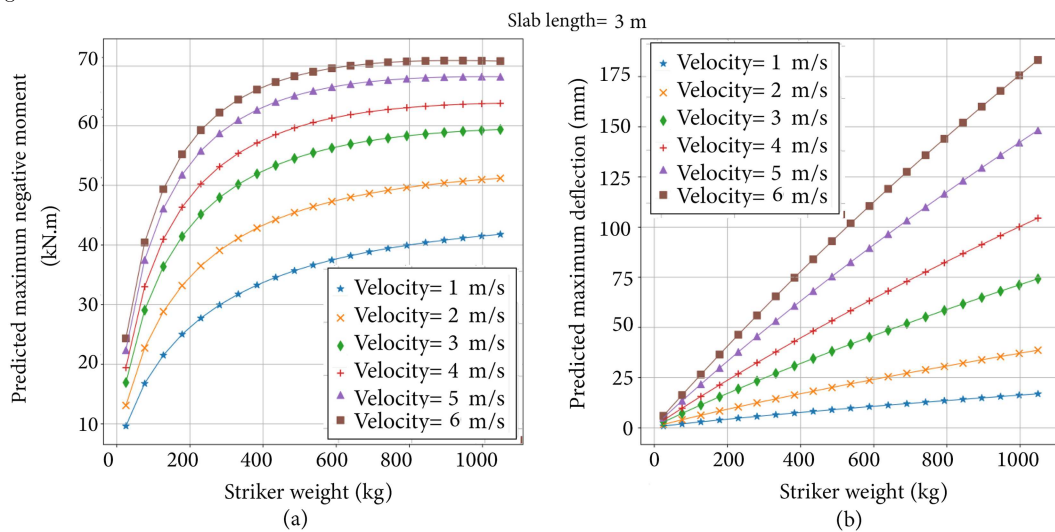 Slab length= 3 m
Predicted maximum negative moment
(kN.m)
70
60
50
40
30
20
10
Velocity= 1 m/s
Velocity= 2 m/s
Velocity= 3 m/s
Velocity= 4 m/s
Velocity= 5 m/s
Velocity= 6 m/s
0 200 400 600 800 1000
Striker weight (kg)
(a)
Predicted maximum deflection (mm)
175
150
125
100
75
50
25
0
Velocity= 1 m/s
Velocity= 2 m/s
Velocity= 3 m/s
Velocity= 4 m/s
Velocity= 5 m/s
Velocity= 6 m/s
0 200 400 600 800 1000
Striker weight (kg)
(b)